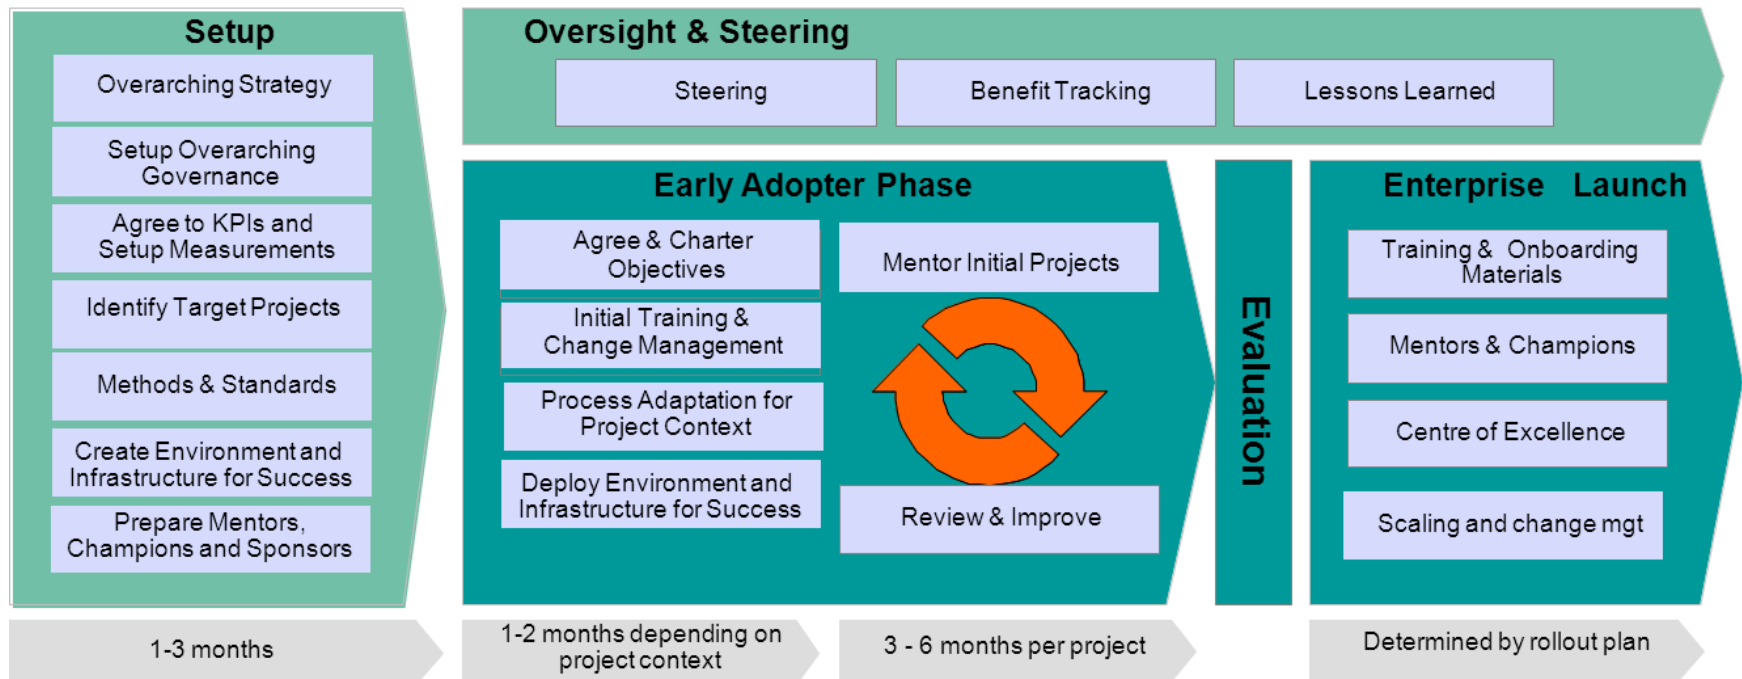 Setup
Overarching Strategy
Setup Overarching
Governance
Agree to KPIs and
Setup Measurements
Identify Target Projects
Methods & Standards
Create Environment and
Infrastructure for Success
Prepare Mentors,
Champions and Sponsors
1-3 months
Oversight & Steering
Steering
Benefit Tracking
Lessons Learned
Early Adopter Phase
Agree & Charter
Objectives
Initial Training &
Change Management
Process Adaptation for
Project Context
Deploy Environment and
Infrastructure for Success
Mentor Initial Projects
Review & Improve
1-2 months depending on
project context
3 - 6 months per project
Evaluation
Enterprise Launch
Training & Onboarding
Materials
Mentors & Champions
Centre of Excellence
Scaling and change mgt
Determined by rollout plan